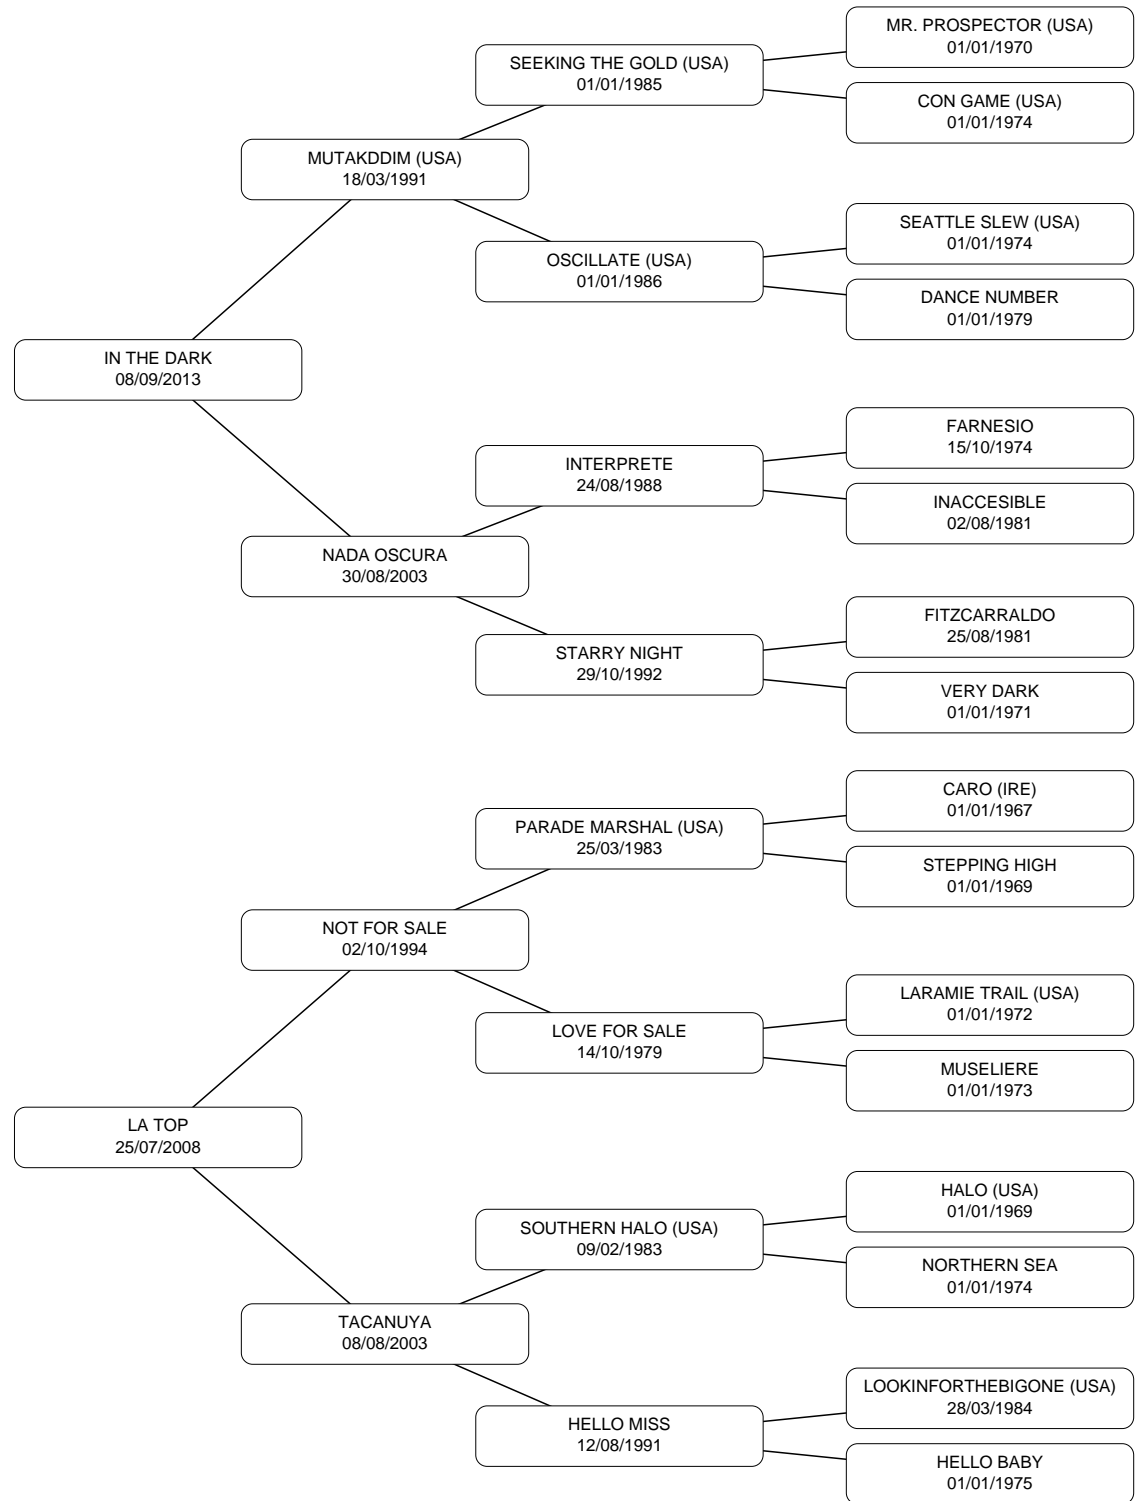 MR. PROSPECTOR (USA)
01/01/1970
SEEKING THE GOLD (USA)
01/01/1985
CON GAME (USA)
01/01/1974
MUTAKDDIM (USA)
18/03/1991
SEATTLE SLEW (USA)
01/01/1974
OSCILLATE (USA)
01/01/1986
DANCE NUMBER
01/01/1979
IN THE DARK
08/09/2013
FARNESIO
15/10/1974
INTERPRETE
24/08/1988
INACCESIBLE
02/08/1981
NADA OSCURA
30/08/2003
FITZCARRALDO
25/08/1981
STARRY NIGHT
29/10/1992
VERY DARK
01/01/1971
CARO (IRE)
01/01/1967
PARADE MARSHAL (USA)
25/03/1983
STEPPING HIGH
01/01/1969
NOT FOR SALE
02/10/1994
LARAMIE TRAIL (USA)
01/01/1972
LOVE FOR SALE
14/10/1979
MUSELIERE
01/01/1973
LA TOP
25/07/2008
HALO (USA)
01/01/1969
SOUTHERN HALO (USA)
09/02/1983
NORTHERN SEA
01/01/1974
TACANUYA
08/08/2003
LOOKINFORTHEBIGONE (USA)
28/03/1984
HELLO MISS
12/08/1991
HELLO BABY
01/01/1975